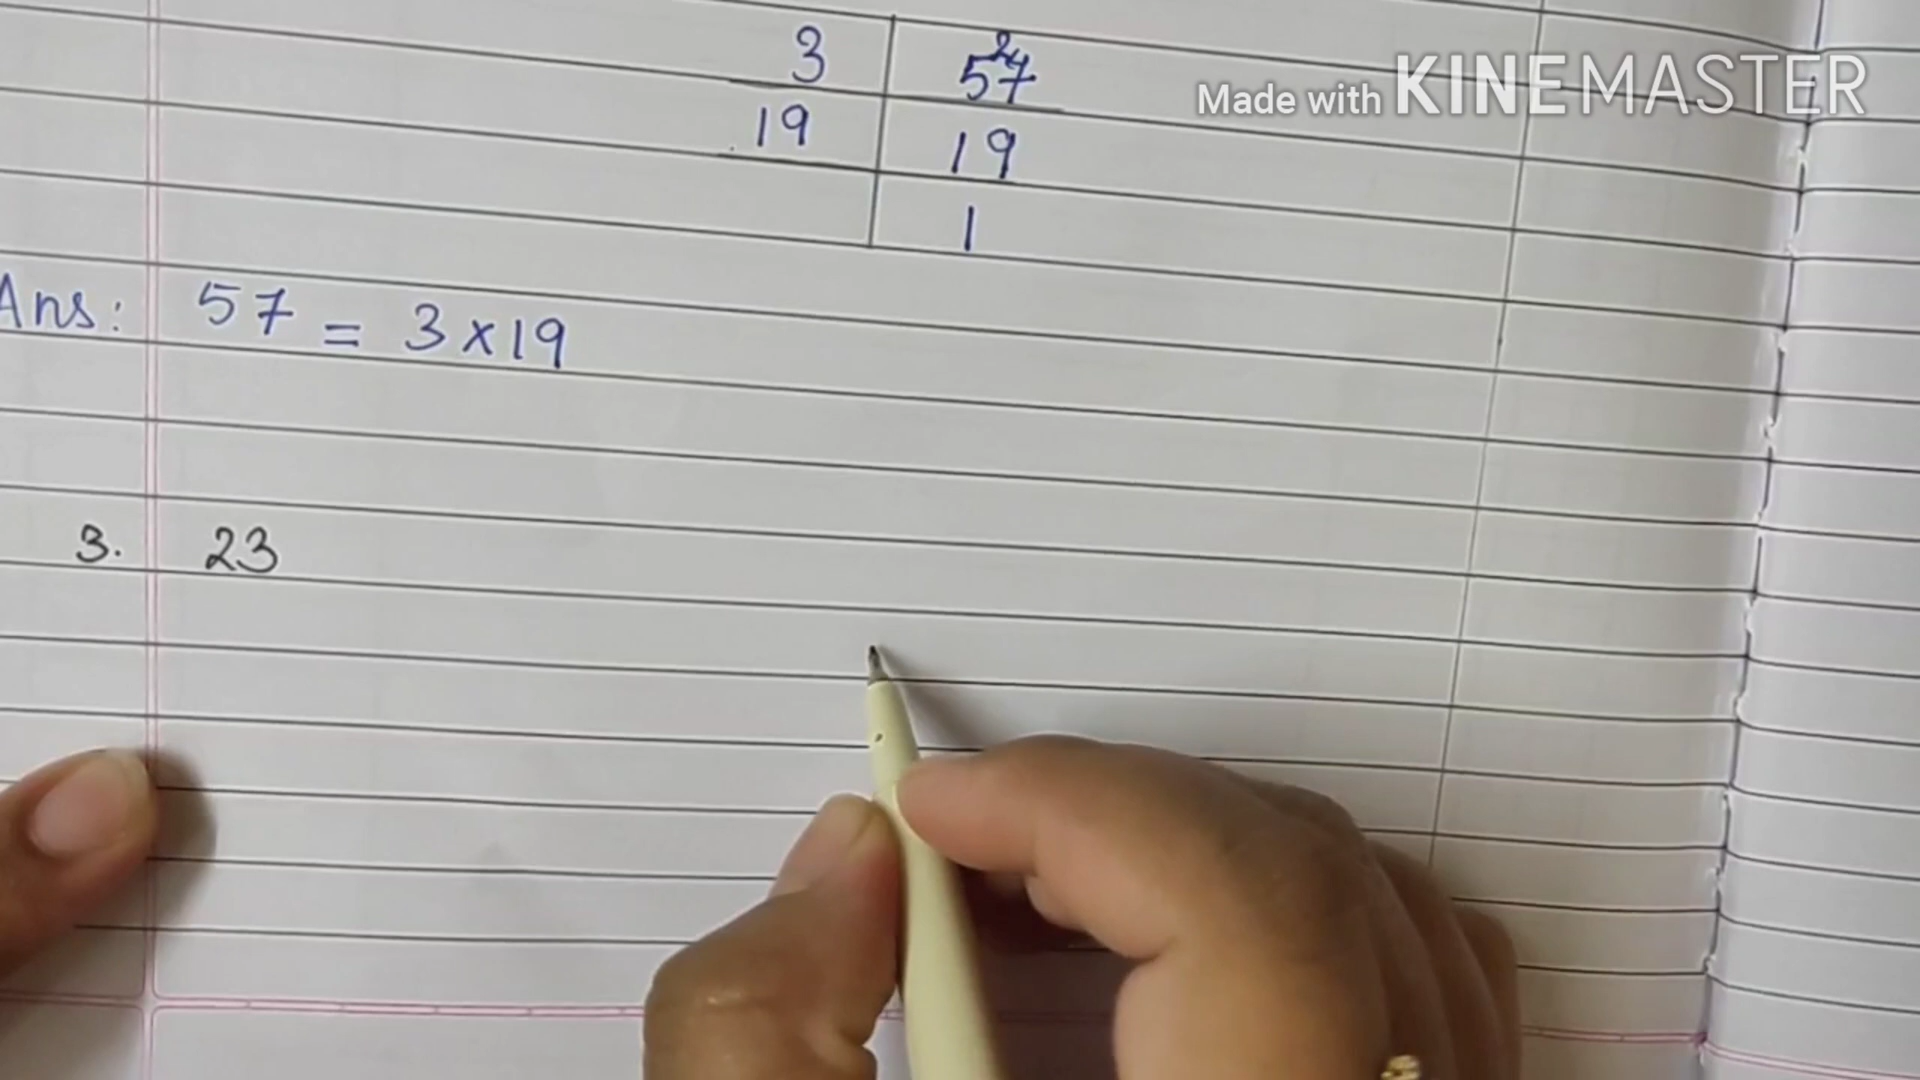 3 | 57
Made with KINEMASTER
19 | 19
1
Ans: 57 = 3x19
3. 23